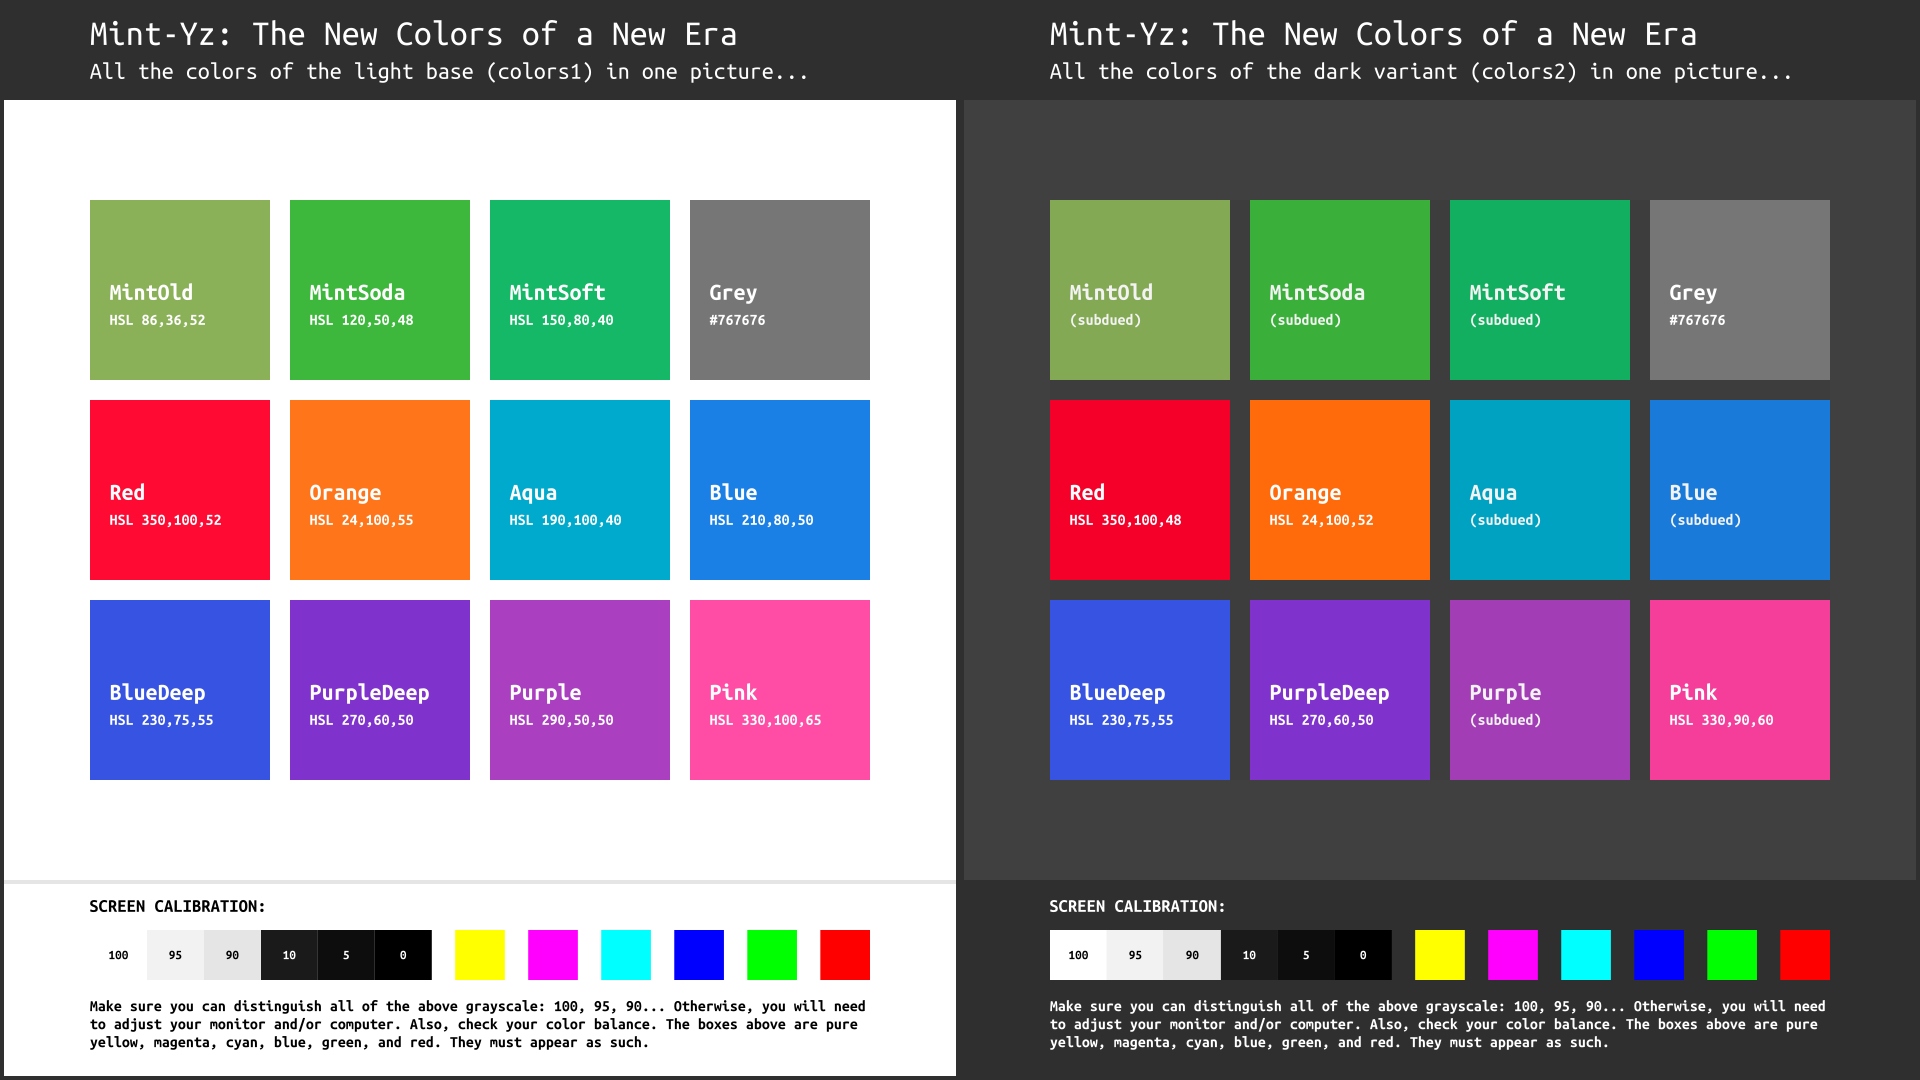 Mint-Yz: The New Colors of a New Era
All the colors of the light base (colors1) in one picture...
MintOld
HSL 86,36,52
MintSoda
HSL 120,50,48
MintSoft
HSL 150,80,40
Grey
#767676
Red
HSL 350,100,52
Orange
HSL 24,100,55
Aqua
HSL 190,100,40
Blue
HSL 210,80,50
BlueDeep
HSL 230,75,55
PurpleDeep
HSL 270,60,50
Purple
HSL 290,50,50
Pink
HSL 330,100,65
SCREEN CALIBRATION:
100 95 90 10 5 0
Make sure you can distinguish all of the above grayscale: 100, 95, 90... Otherwise, you will need
to adjust your monitor and/or computer. Also, check your color balance. The boxes above are pure
yellow, magenta, cyan, blue, green, and red. They must appear as such.
Mint-Yz: The New Colors of a New Era
All the colors of the dark variant (colors2) in one picture...
MintOld
(subdued)
MintSoda
(subdued)
MintSoft
(subdued)
Grey
#767676
Red
HSL 350,100,48
Orange
HSL 24,100,52
Aqua
(subdued)
Blue
(subdued)
BlueDeep
HSL 230,75,55
PurpleDeep
HSL 270,60,50
Purple
(subdued)
Pink
HSL 330,90,60
SCREEN CALIBRATION:
100 95 90 10 5 0
Make sure you can distinguish all of the above grayscale: 100, 95, 90... Otherwise, you will need
to adjust your monitor and/or computer. Also, check your color balance. The boxes above are pure
yellow, magenta, cyan, blue, green, and red. They must appear as such.